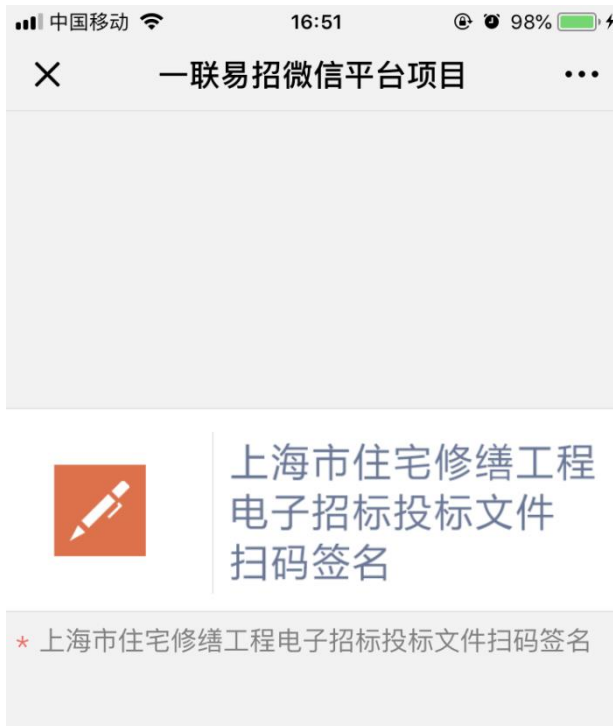 中国移动 16:51 98%
一联易招微信平台项目
上海市住宅修缮工程
电子招标投标文件
扫码签名
* 上海市住宅修缮工程电子招标投标文件扫码签名